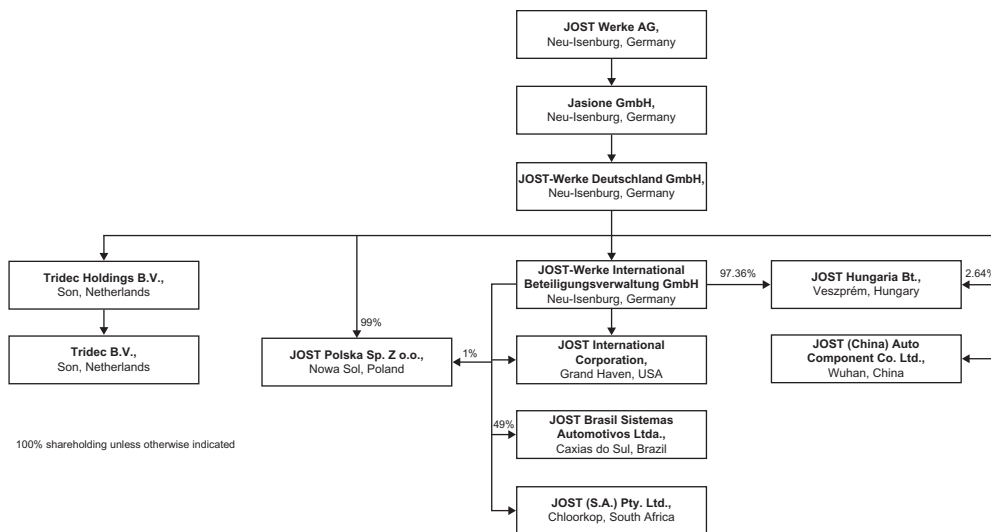 JOST Werke AG,
Neu-Isenburg, Germany
Jasione GmbH,
Neu-Isenburg, Germany
JOST-Werke Deutschland GmbH,
Neu-Isenburg, Germany
Tridec Holdings B.V.,
Son, Netherlands
JOST-Werke International
Beteiligungsverwaltung GmbH
Neu-Isenburg, Germany
97.36%
JOST Hungaria Bt.,
Veszprém, Hungary
2.64%
99%
Tridec B.V.,
Son, Netherlands
JOST Polska Sp. Z o.o.,
Nowa Sol, Poland
1%
JOST International
Corporation,
Grand Haven, USA
JOST (China) Auto
Component Co. Ltd.,
Wuhan, China
100% shareholding unless otherwise indicated
49%
JOST Brasil Sistemas
Automotivos Ltda.,
Caxias do Sul, Brazil
JOST (S.A.) Pty. Ltd.,
Chloorkop, South Africa